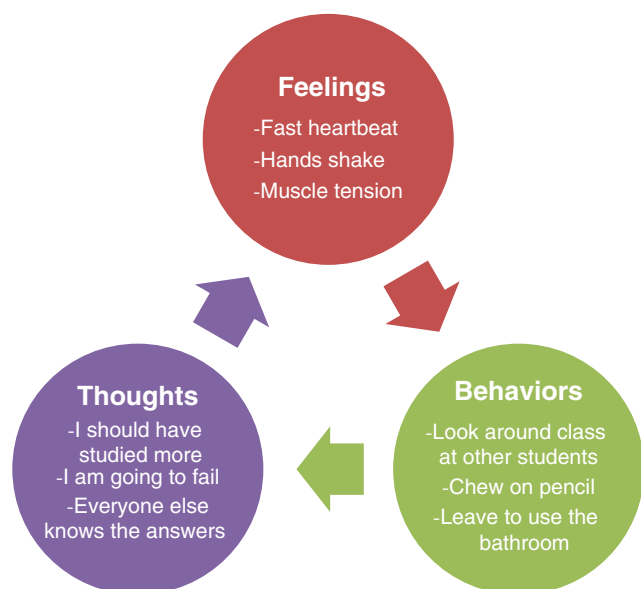 Feelings
-Fast heartbeat
-Hands shake
-Muscle tension
Thoughts
-I should have
studied more
-I am going to fail
-Everyone else
knows the answers
Behaviors
-Look around class
at other students
-Chew on pencil
-Leave to use the
bathroom